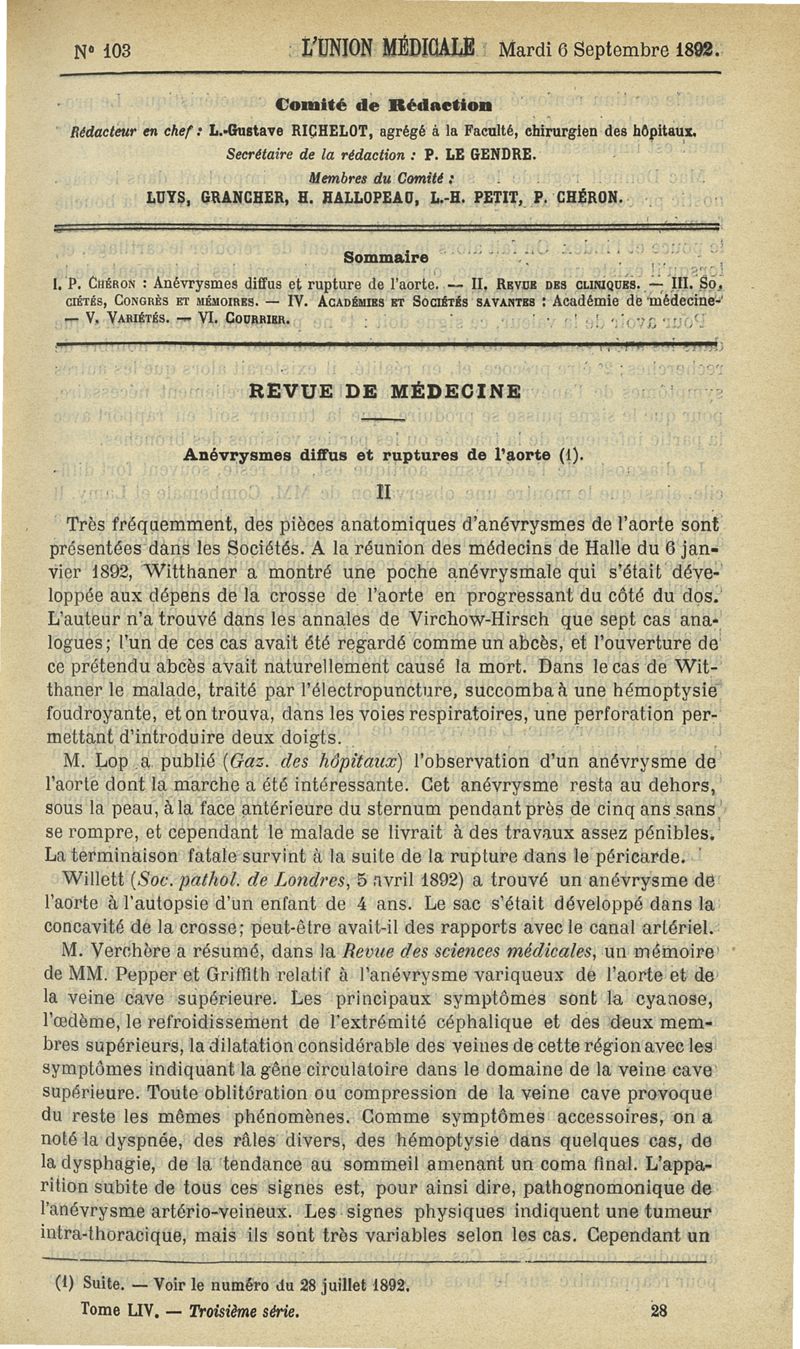 N° 103 L'UNION MÉDICALE Mardi 6 Septembre 1892.
Comité de Rédaction
Rédacteur en chef : L.-Gustave RICHELOT, agrégé à la Faculté, chirurgien des hôpitaux.
Secrétaire de la rédaction : P. LE GENDRE.
Membres du Comité :
LUYS, GRANCHER, H. HALLOPEAU, L.-H. PETIT, P. CHÉRON.
Sommaire
I. P. CHÉRON : Anévrysmes diffus et rupture de l'aorte. — II. REVUE DES CLINIQUES. — III. SO-
CIÉTÉS, CONGRÈS ET MÉMOIRES. — IV. ACADÉMIES ET SOCIÉTÉS SAVANTES : Académie de médecine-
— V. VARIÉTÉS. — VI. COURRIER.
REVUE DE MÉDECINE
Anévrysmes diffus et ruptures de l'aorte (1).
II
Très fréquemment, des pièces anatomiques d'anévrysmes de l'aorte sont
présentées dans les Sociétés. A la réunion des médecins de Halle du 6 jan-
vier 1892, Witthaner a montré une poche anévrysmale qui s'était déve-
loppée aux dépens de la crosse de l'aorte en progressant du côté du dos.
L'auteur n'a trouvé dans les annales de Virchow-Hirsch que sept cas ana-
logues; l'un de ces cas avait été regardé comme un abcès, et l'ouverture de
ce prétendu abcès avait naturellement causé la mort. Dans le cas de Wit-
thaner le malade, traité par l'électropuncture, succomba à une hémoptysie
foudroyante, et on trouva, dans les voies respiratoires, une perforation per-
mettant d'introduire deux doigts.
M. Lop a publié (Gaz. des hôpitaux) l'observation d'un anévrysme de
l'aorte dont la marche a été intéressante. Cet anévrysme resta au dehors,
sous la peau, à la face antérieure du sternum pendant près de cinq ans sans
se rompre, et cependant le malade se livrait à des travaux assez pénibles.
La terminaison fatale survint à la suite de la rupture dans le péricarde.
Willett (Soc. pathol. de Londres, 5 avril 1892) a trouvé un anévrysme de
l'aorte à l'autopsie d'un enfant de 4 ans. Le sac s'était développé dans la
concavité de la crosse; peut-être avait-il des rapports avec le canal artériel.
M. Verchère a résumé, dans la Revue des sciences médicales, un mémoire
de MM. Pepper et Griffith relatif à l'anévrysme variqueux de l'aorte et de
la veine cave supérieure. Les principaux symptômes sont la cyanose,
l'œdème, le refroidissement de l'extrémité céphalique et des deux mem-
bres supérieurs, la dilatation considérable des veines de cette région avec les
symptômes indiquant la gêne circulatoire dans le domaine de la veine cave
supérieure. Toute oblitération ou compression de la veine cave provoque
du reste les mêmes phénomènes. Comme symptômes accessoires, on a
noté la dyspnée, des râles divers, des hémoptysie dans quelques cas, de
la dysphagie, de la tendance au sommeil amenant un coma final. L'appa-
rition subite de tous ces signes est, pour ainsi dire, pathognomonique de
l'anévrysme artério-veineux. Les signes physiques indiquent une tumeur
intra-thoracique, mais ils sont très variables selon les cas. Cependant un
(1) Suite. — Voir le numéro du 28 juillet 1892.
Tome LIV. — Troisième série. 28